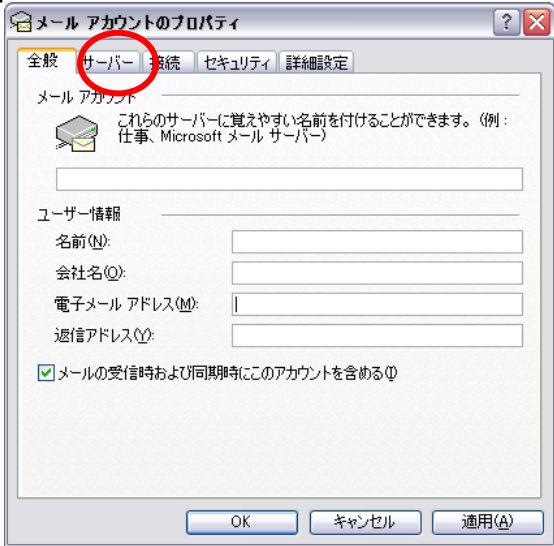 メール アカウントのプロパティ
全般 サーバー 接続 セキュリティ 詳細設定
メール アカウント
これらのサーバーに覚えやすい名前を付けることができます。(例:
仕事、Microsoft メール サーバー)
ユーザー情報
名前(N):
会社名(O):
電子メール アドレス(M):
返信アドレス(Y):
メールの受信時および同期時にこのアカウントを含める(I)
OK キャンセル 適用(A)